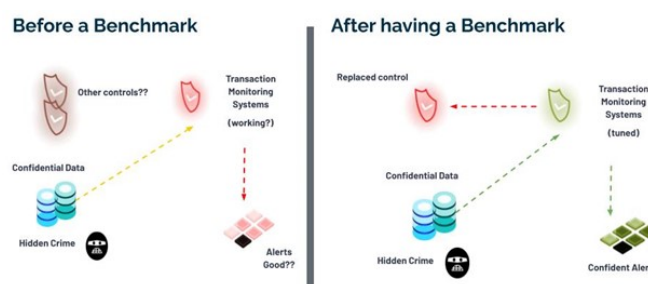 Before a Benchmark
Other controls??
Transaction
Monitoring
Systems
(working?)
Confidential Data
Hidden Crime
Alerts
Good??
After having a Benchmark
Replaced control
Transaction
Monitoring
Systems
(tuned)
Confidential Data
Hidden Crime
Confident Aler